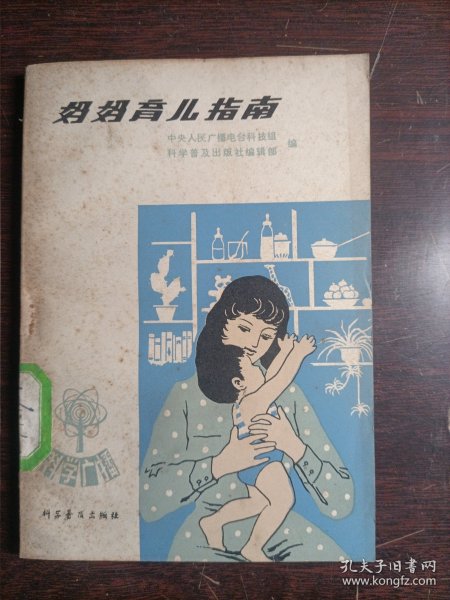 妈妈育儿指南
中央人民广播电台科技组
科学普及出版社编辑部
编
科学广播
科学普及出版社
孔夫子旧书网
www.kongfz.com